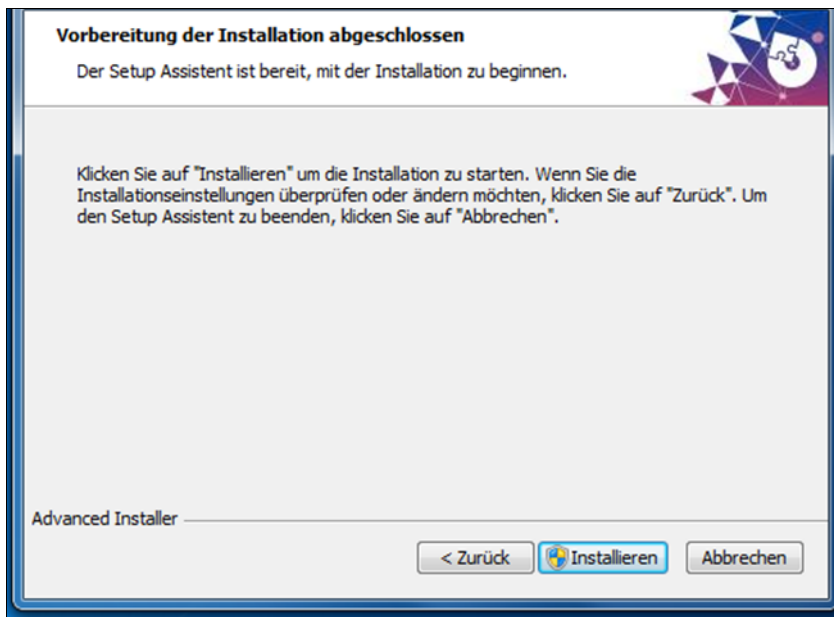 Vorbereitung der Installation abgeschlossen
Der Setup Assistent ist bereit, mit der Installation zu beginnen.
Klicken Sie auf "Installieren" um die Installation zu starten. Wenn Sie die
Installationseinstellungen überprüfen oder ändern möchten, klicken Sie auf "Zurück". Um
den Setup Assistent zu beenden, klicken Sie auf "Abbrechen".
Advanced Installer
< Zurück Installieren Abbrechen